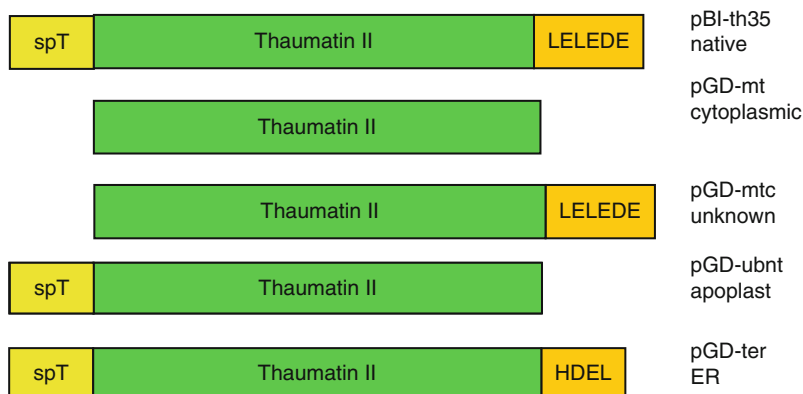 spT Thaumatin II LELEDE pBI-th35
native
pGD-mt
cytoplasmic
Thaumatin II
Thaumatin II LELEDE pGD-mtc
unknown
spT Thaumatin II pGD-ubnt
apoplast
spT Thaumatin II HDEL pGD-ter
ER